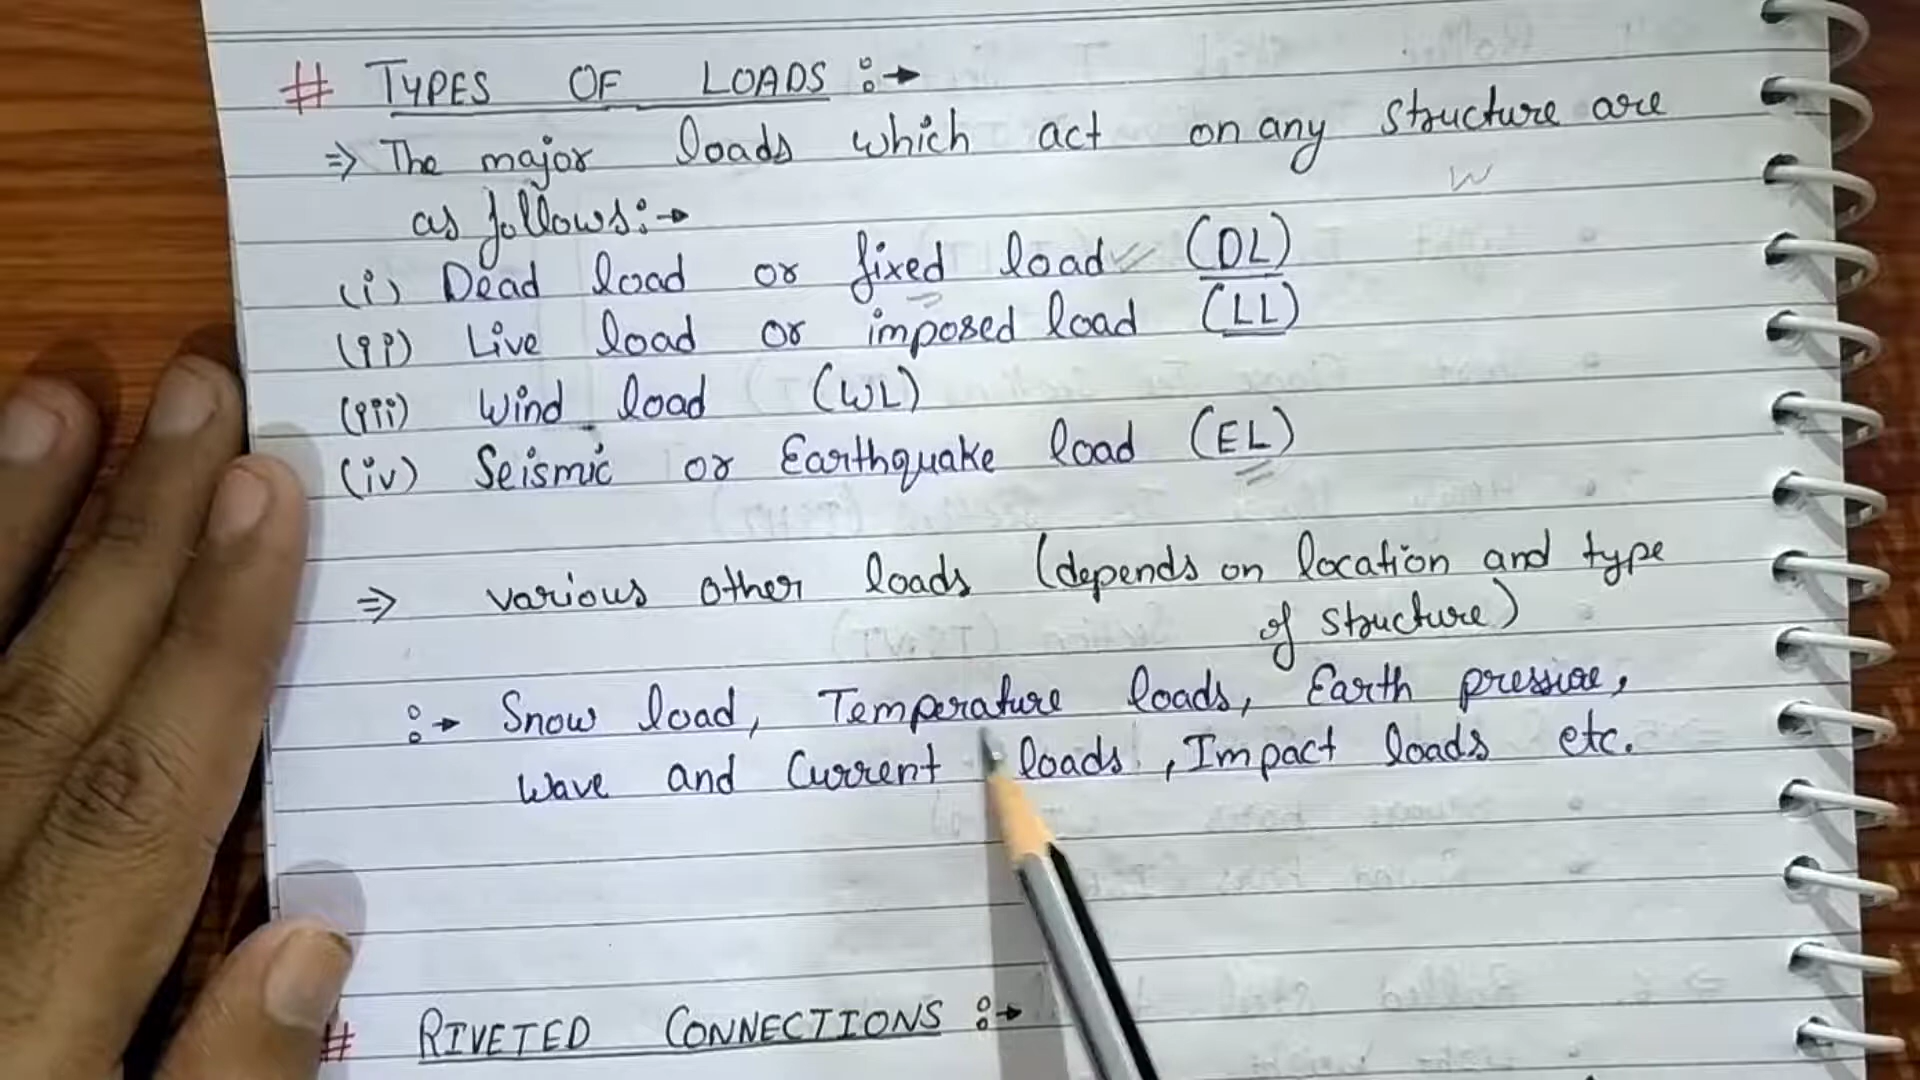 # TYPES OF LOADS :→
⇒ The major loads which act on any structure are
as follows:→
(i) Dead load or fixed load (DL)
(ii) Live load or imposed load (LL)
(iii) Wind load (WL)
(iv) Seismic or Earthquake load (EL)
⇒ various other loads (depends on location and type
of structure)
:→ Snow load, Temperature loads, Earth pressure,
wave and Current loads, Impact loads etc.
# RIVETED CONNECTIONS :→